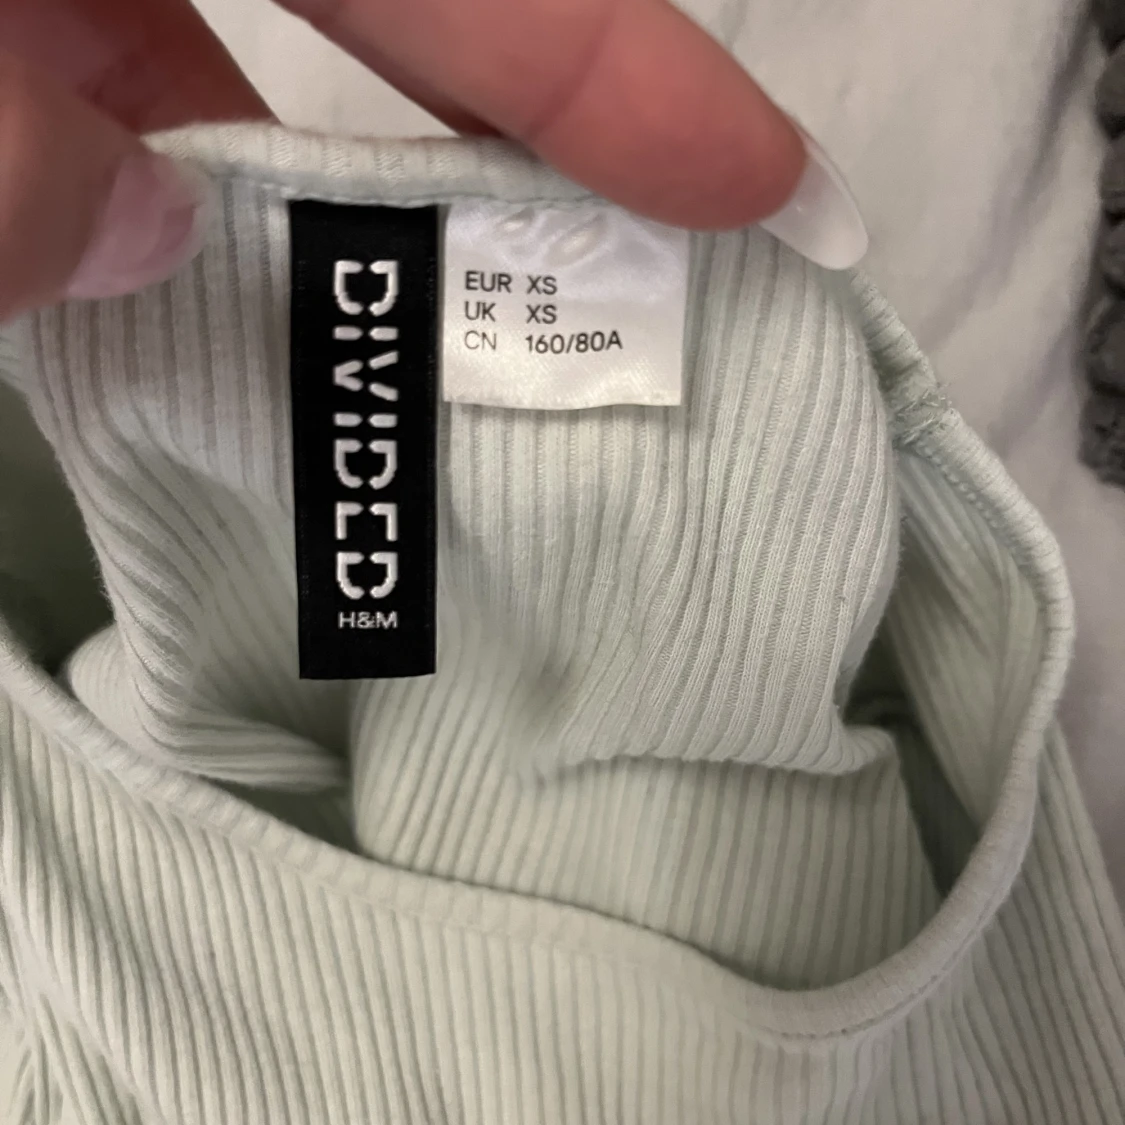 DIVIDED
H&M
EUR XS
UK XS
CN 160/80A